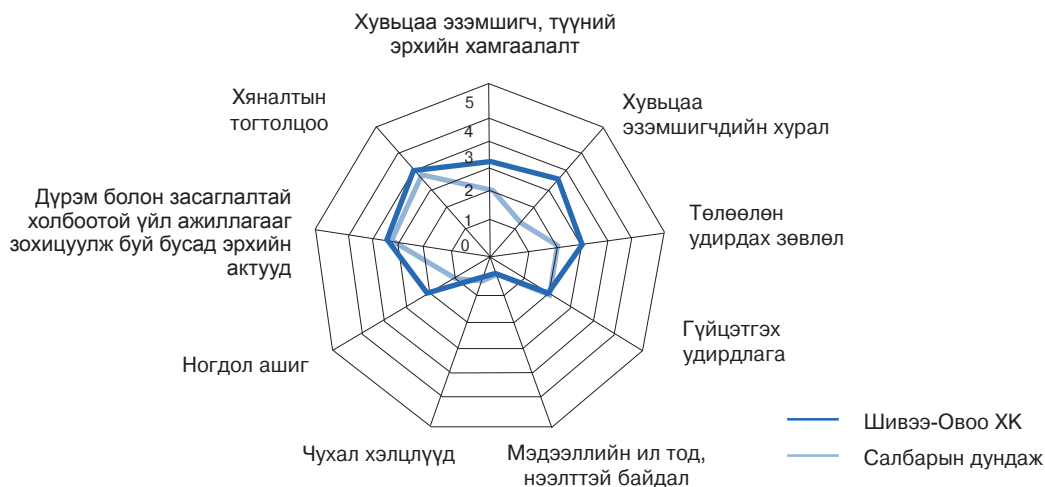 Хувьцаа эзэмшигч, түүний
эрхийн хамгаалалт
Хувьцаа
эзэмшигчдийн хурал
Төлөөлөн
удирдах зөвлөл
Гүйцэтгэх
удирдлага
Мэдээллийн ил тод,
нээлттэй байдал
Чухал хэлцлүүд
Ногдол ашиг
Дүрэм болон засаглалтай
холбоотой үйл ажиллагааг
зохицуулж буй бусад эрхийн
актууд
Хяналтын
тогтолцоо
5
4
3
2
1
0
Шивээ-Овоо ХК
Салбарын дундаж